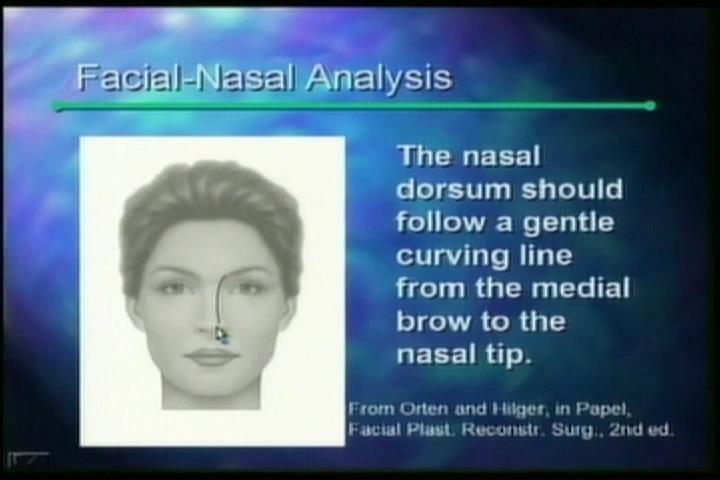 Facial-Nasal Analysis
The nasal
dorsum should
follow a gentle
curving line
from the medial
brow to the
nasal tip.
From Orten and Hilger, in Papel,
Facial Plast. Reconstr. Surg., 2nd ed.